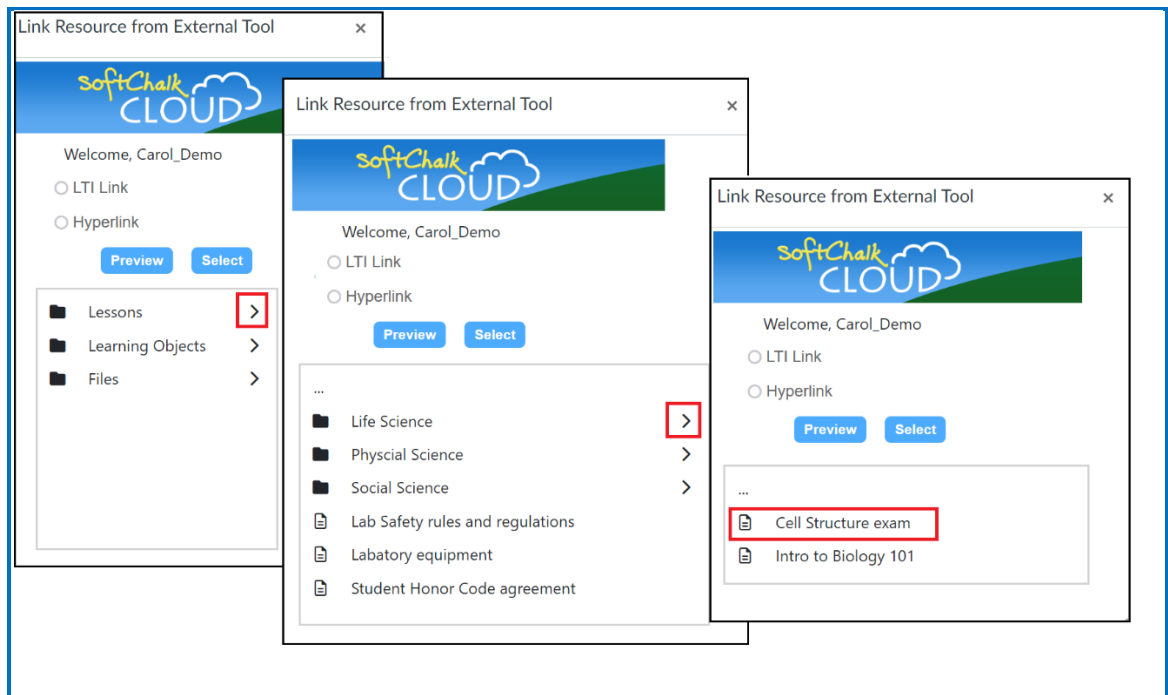 Link Resource from External Tool ×
softChalk
CLOUD
Welcome, Carol_Demo
LTI Link
Hyperlink
Preview Select
Lessons
Learning Objects
Files
Link Resource from External Tool ×
softChalk
CLOUD
Welcome, Carol_Demo
LTI Link
Hyperlink
Preview Select
...
Life Science
Physcial Science
Social Science
Lab Safety rules and regulations
Labatory equipment
Student Honor Code agreement
Link Resource from External Tool ×
softChalk
CLOUD
Welcome, Carol_Demo
LTI Link
Hyperlink
Preview Select
...
Cell Structure exam
Intro to Biology 101